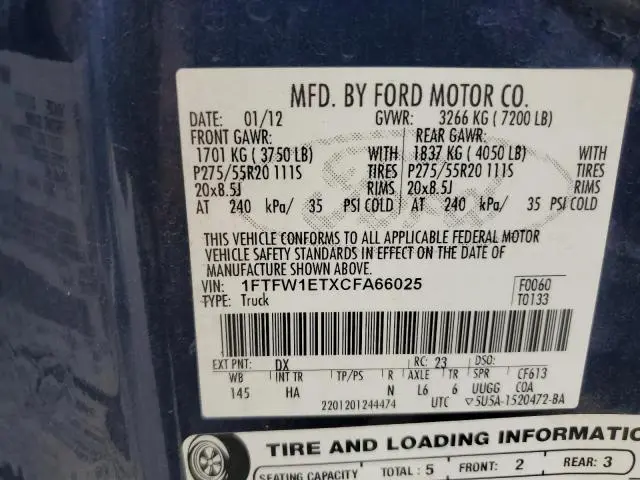 MFD. BY FORD MOTOR CO.
DATE: 01/12 GVWR: 3266 KG ( 7200 LB)
FRONT GAWR: REAR GAWR:
1701 KG ( 3750 LB) WITH 1837 KG ( 4050 LB) WITH
P275/55R20 111S TIRES P275/55R20 111S TIRES
20x8.5J RIMS 20x8.5J RIMS
AT 240 kPa/ 35 PSI COLD AT 240 kPa/ 35 PSI COLD
THIS VEHICLE CONFORMS TO ALL APPLICABLE FEDERAL MOTOR
VEHICLE SAFETY STANDARDS IN EFFECT ON THE DATE OF
MANUFACTURE SHOWN ABOVE.
VIN: 1FTFW1ETXCFA66025 F0060
TYPE: Truck T0133
EXT PNT: DX RC: 23 DSO:
WB INT TR TP/PS R AXLE TR SPR CF613
145 HA N L6 6 UUGG COA
2201201244474 UTC ▽5U5A-1520472-BA
TIRE AND LOADING INFORMATIO
SEATING CAPACITY TOTAL : 5 FRONT: 2 REAR: 3